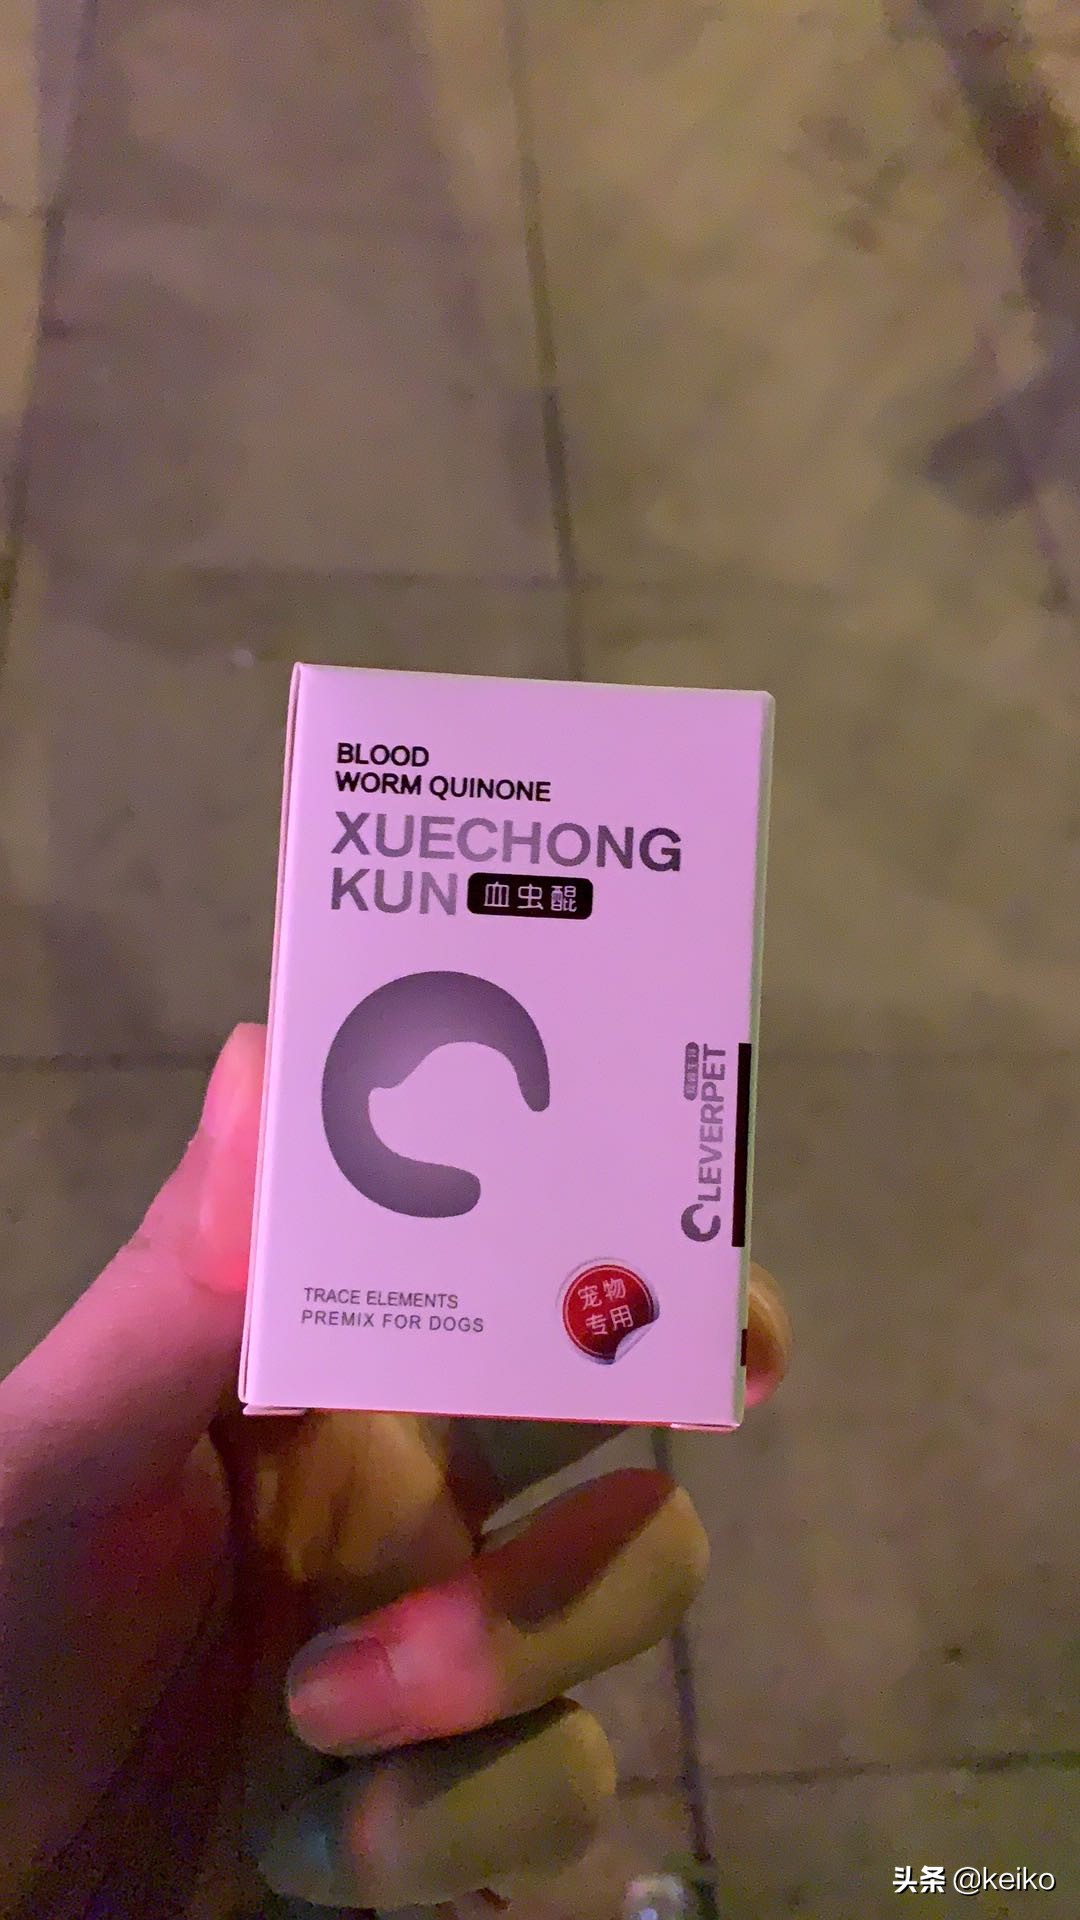 BLOOD
WORM QUINONE
XUECHONG
KUN 血虫醌
CLEVERPET
TRACE ELEMENTS
PREMIX FOR DOGS
宠物
专用
头条 @keiko